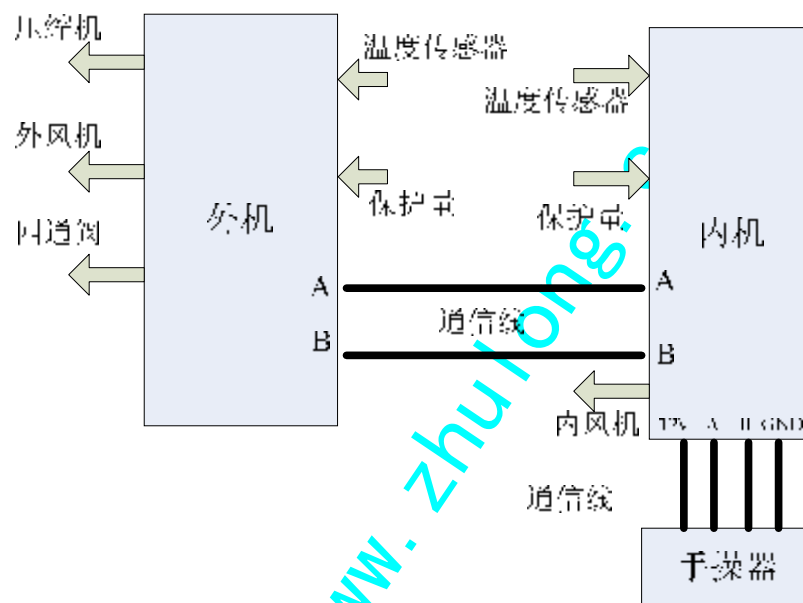 压缩机
温度传感器
温度传感器
外风机
保护
保护
外机
内机
四通阀
A
A
通信线
B
B
内风机
12V A B GND
通信线
手操器
www.zhulong.